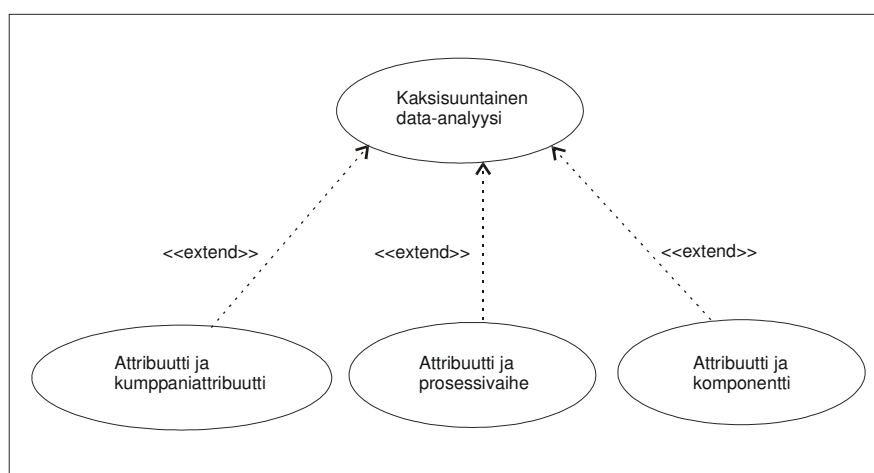 Kaksisuuntainen
data-analyysi
<<extend>>
<<extend>>
<<extend>>
Attribuutti ja
kumppaniattribuutti
Attribuutti ja
prosessivaihe
Attribuutti ja
komponentti